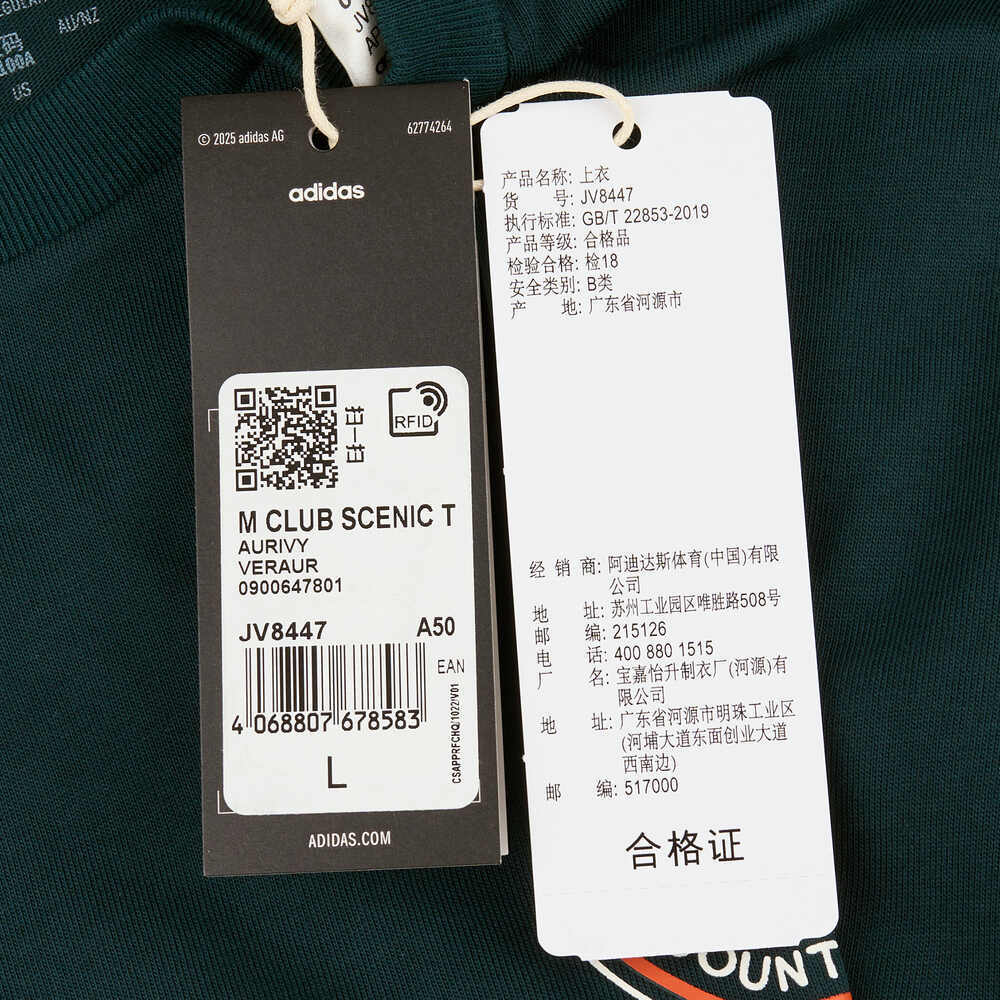 AU/NZ
100A
US
© 2025 adidas AG
62774264
adidas
扫一扫
RFID
M CLUB SCENIC T
AURIVY
VERAUR
0900647801
JV8447 A50
EAN
4 068807 678583
CSAPPRFCHQ/1022/V01
L
ADIDAS.COM
产品名称: 上衣
货 号: JV8447
执行标准: GB/T 22853-2019
产品等级: 合格品
检验合格: 检18
安全类别: B类
产 地: 广东省河源市
经 销 商: 阿迪达斯体育(中国)有限
公司
地 址: 苏州工业园区唯胜路508号
邮 编: 215126
电 话: 400 880 1515
厂 名: 宝嘉怡升制衣厂(河源)有
限公司
地 址: 广东省河源市明珠工业区
(河埔大道东面创业大道
西南边)
邮 编: 517000
合格证
OUNT